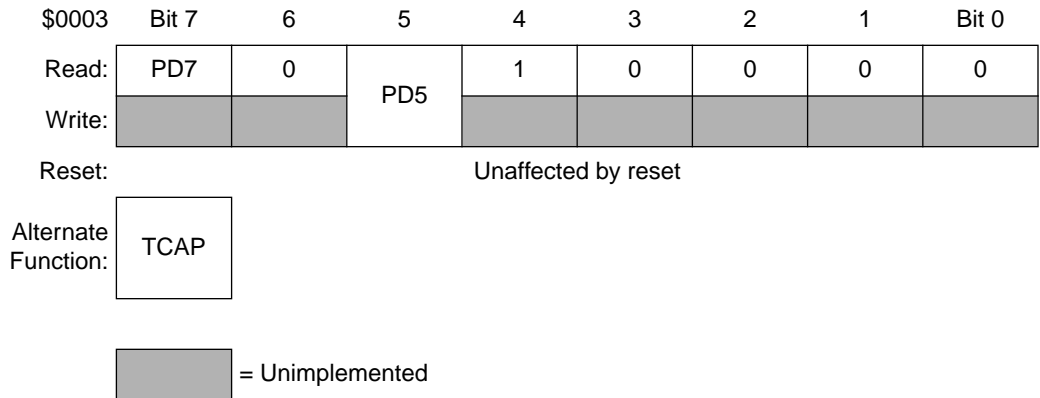 $0003 Bit 7 6 5 4 3 2 1 Bit 0
Read: PD7 0 PD5 1 0 0 0 0
Write:
Reset: Unaffected by reset
Alternate
Function: TCAP
= Unimplemented